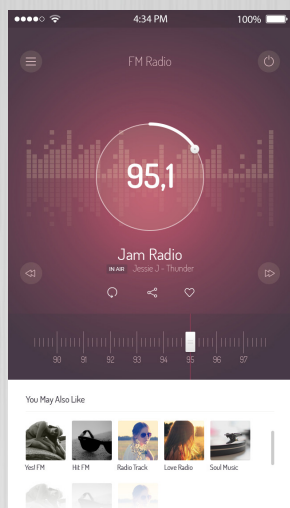 4:34 PM 100%
FM Radio
95,1
Jam Radio
IN AIR Jessie J - Thunder
90 91 92 93 94 95 96 97
You May Also Like
Yes! FM Hit FM Radio Track Love Radio Soul Music